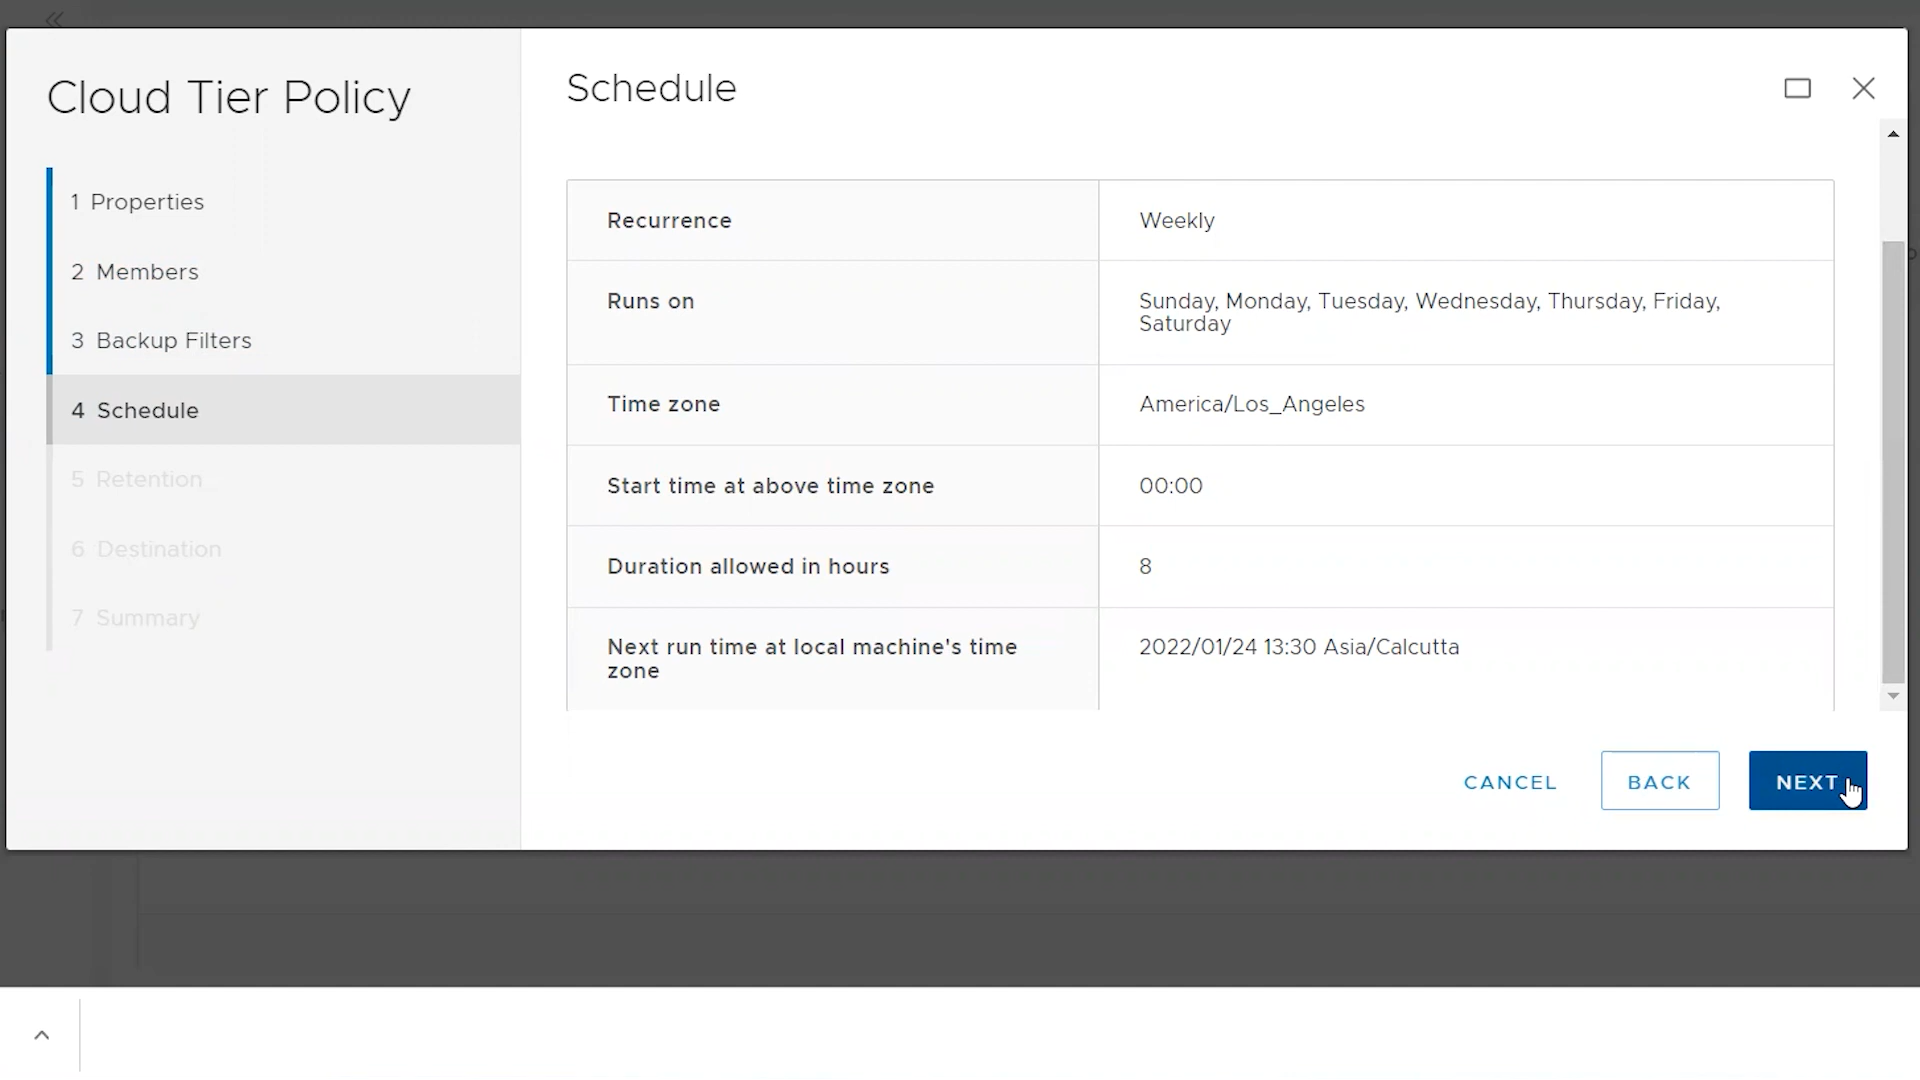 Cloud Tier Policy
1 Properties
2 Members
3 Backup Filters
4 Schedule
5 Retention
6 Destination
7 Summary
Schedule
Recurrence
Weekly
Runs on
Sunday, Monday, Tuesday, Wednesday, Thursday, Friday,
Saturday
Time zone
America/Los_Angeles
Start time at above time zone
00:00
Duration allowed in hours
8
Next run time at local machine's time
zone
2022/01/24 13:30 Asia/Calcutta
CANCEL
BACK
NEXT